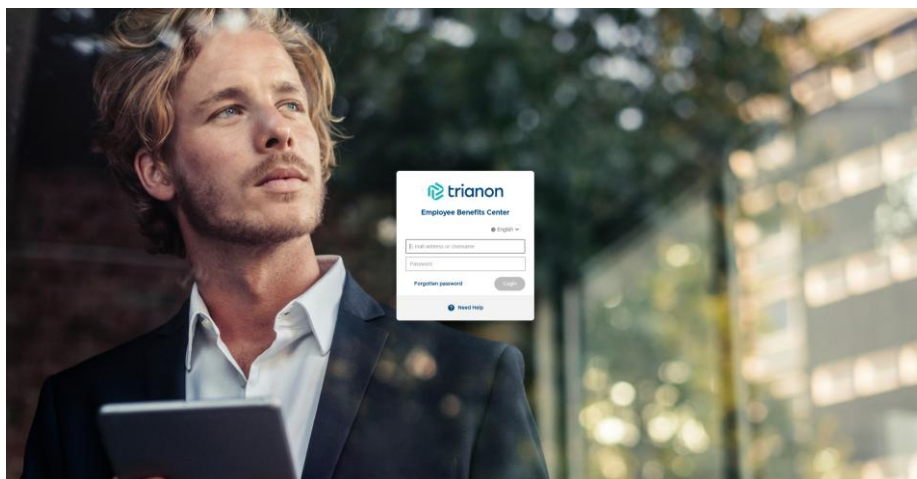 trianon
Employee Benefits Center
English
E-mail address or Username
Password
Forgotten password
Login
Need Help